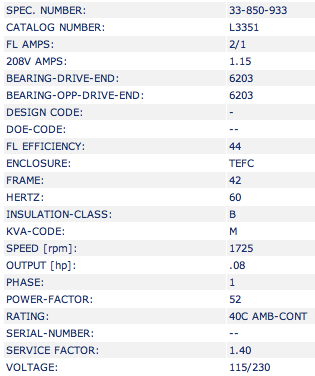 SPEC. NUMBER: 33-850-933
CATALOG NUMBER: L3351
FL AMPS: 2/1
208V AMPS: 1.15
BEARING-DRIVE-END: 6203
BEARING-OPP-DRIVE-END: 6203
DESIGN CODE: -
DOE-CODE: --
FL EFFICIENCY: 44
ENCLOSURE: TEFC
FRAME: 42
HERTZ: 60
INSULATION-CLASS: B
KVA-CODE: M
SPEED [rpm]: 1725
OUTPUT [hp]: .08
PHASE: 1
POWER-FACTOR: 52
RATING: 40C AMB-CONT
SERIAL-NUMBER: --
SERVICE FACTOR: 1.40
VOLTAGE: 115/230